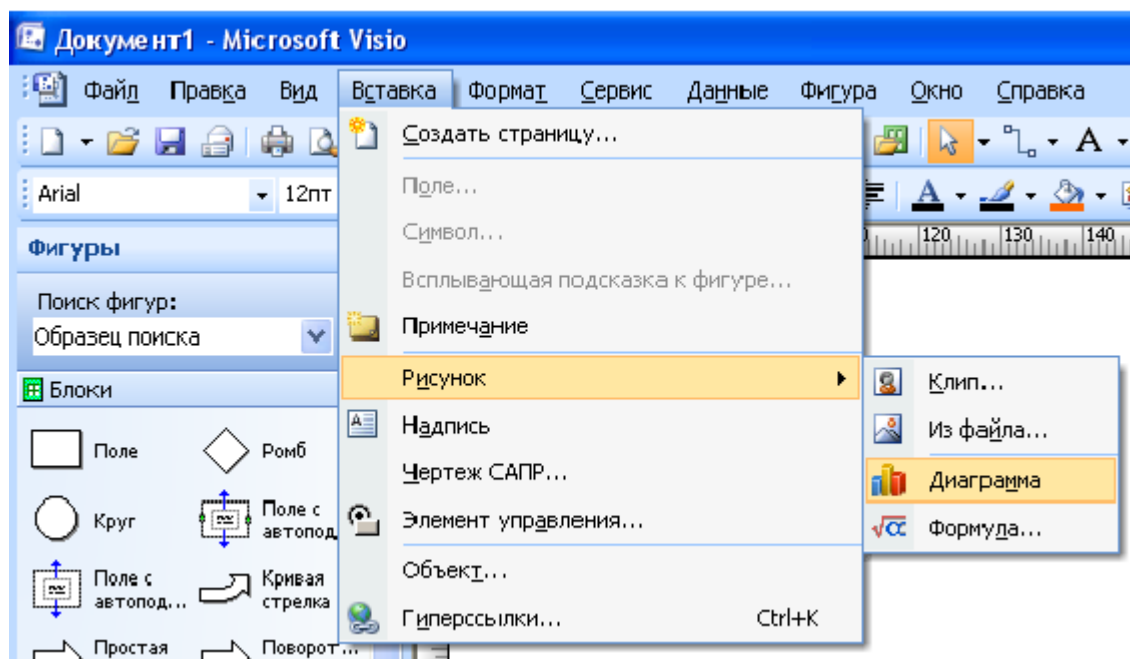 Документ1 - Microsoft Visio
Файл Правка Вид Вставка Формат Сервис Данные Фигура Окно Справка
Arial 12пт
120 130 140
Фигуры
Поиск фигур:
Образец поиска
Блоки
Поле Ромб
Круг Поле с автопод
Поле с автопод... Кривая стрелка
Простая Поворот...
Создать страницу...
Поле...
Символ...
Всплывающая подсказка к фигуре...
Примечание
Рисунок
Надпись
Чертеж САПР...
Элемент управления...
Объект...
Гиперссылки... Ctrl+K
Клип...
Из файла...
Диаграмма
Формула...